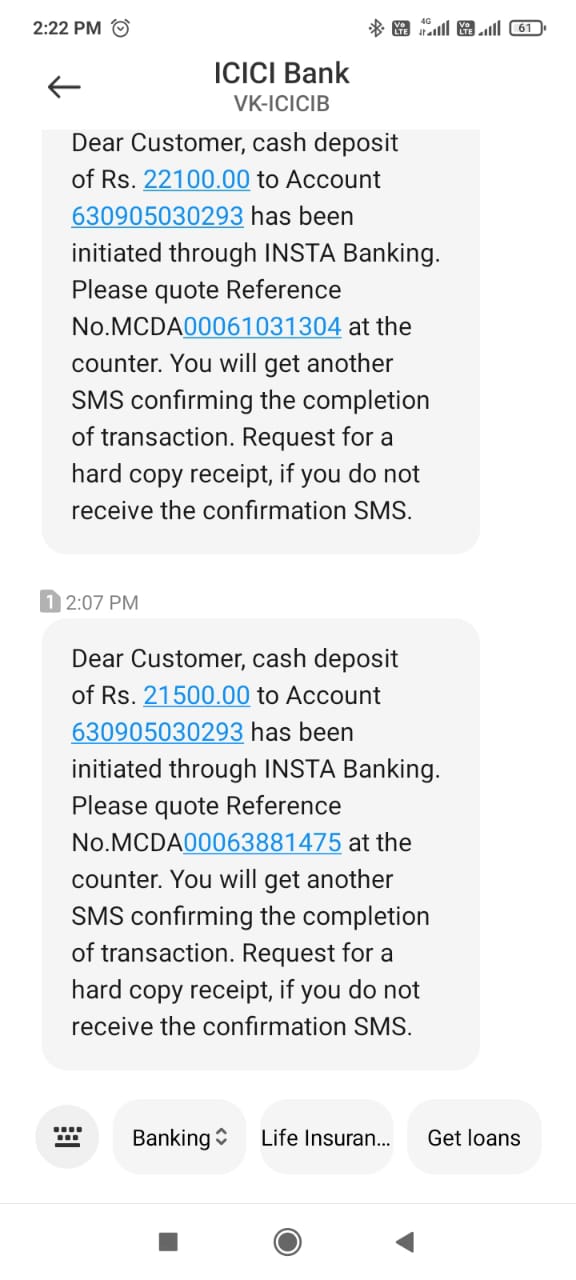 2:22 PM 4G 61
ICICI Bank
VK-ICICIB
Dear Customer, cash deposit
of Rs. 22100.00 to Account
630905030293 has been
initiated through INSTA Banking.
Please quote Reference
No.MCDA00061031304 at the
counter. You will get another
SMS confirming the completion
of transaction. Request for a
hard copy receipt, if you do not
receive the confirmation SMS.
1 2:07 PM
Dear Customer, cash deposit
of Rs. 21500.00 to Account
630905030293 has been
initiated through INSTA Banking.
Please quote Reference
No.MCDA00063881475 at the
counter. You will get another
SMS confirming the completion
of transaction. Request for a
hard copy receipt, if you do not
receive the confirmation SMS.
Banking Life Insuran... Get loans